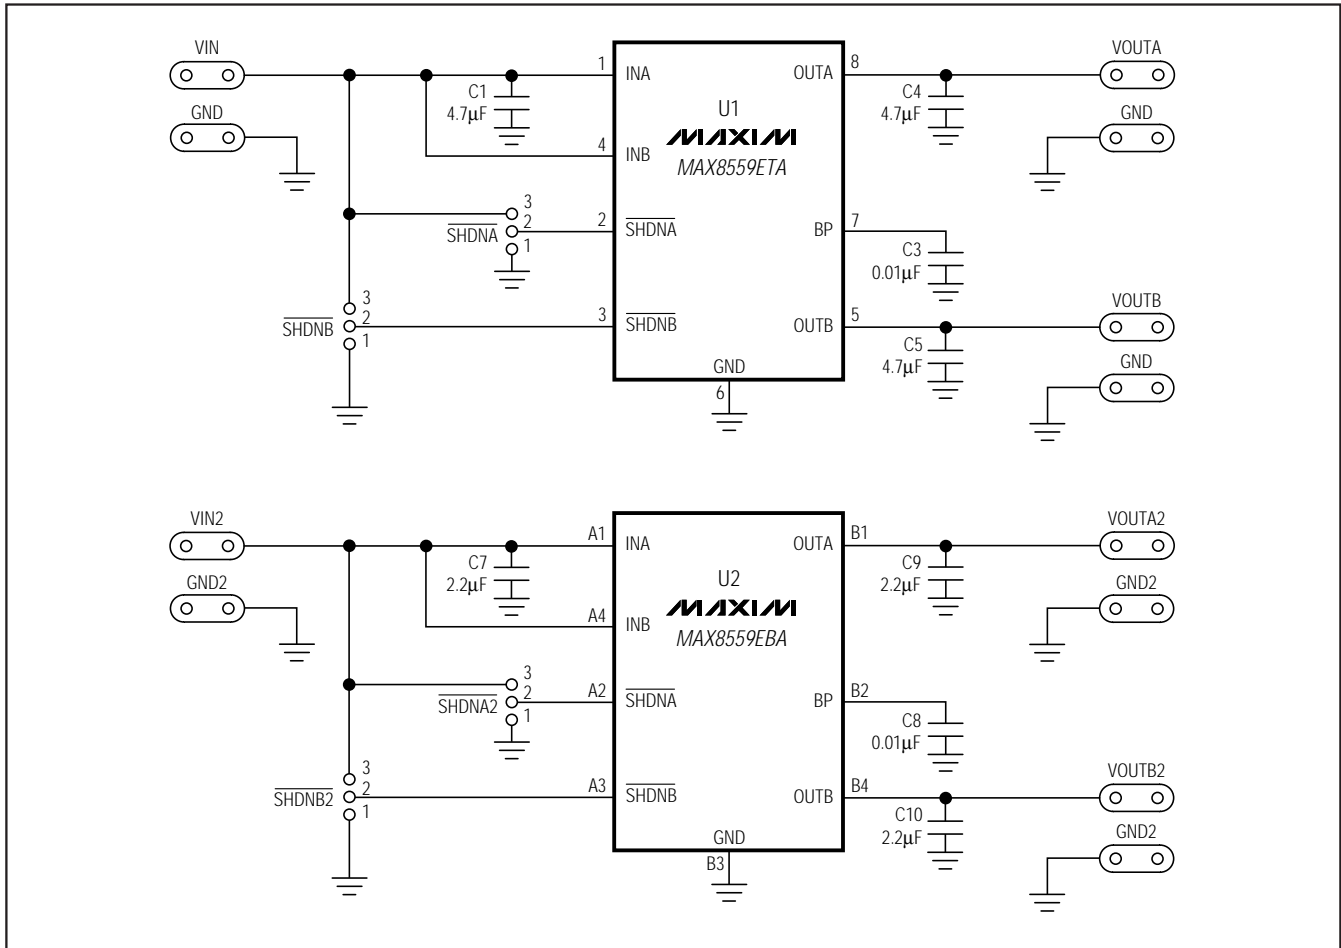 VIN
GND
C1
4.7µF
1
INA
4
INB
U1
MAXIM
MAX8559ETA
OUTA
8
C4
4.7µF
VOUTA
GND
3
2
1
SHDNA
2
SHDNA
BP
7
C3
0.01µF
3
2
1
SHDNB
3
SHDNB
OUTB
5
C5
4.7µF
VOUTB
GND
GND
6
VIN2
GND2
C7
2.2µF
A1
INA
A4
INB
U2
MAXIM
MAX8559EBA
OUTA
B1
C9
2.2µF
VOUTA2
GND2
3
2
1
SHDNA2
A2
SHDNA
BP
B2
C8
0.01µF
3
2
1
SHDNB2
A3
SHDNB
OUTB
B4
C10
2.2µF
VOUTB2
GND2
GND
B3